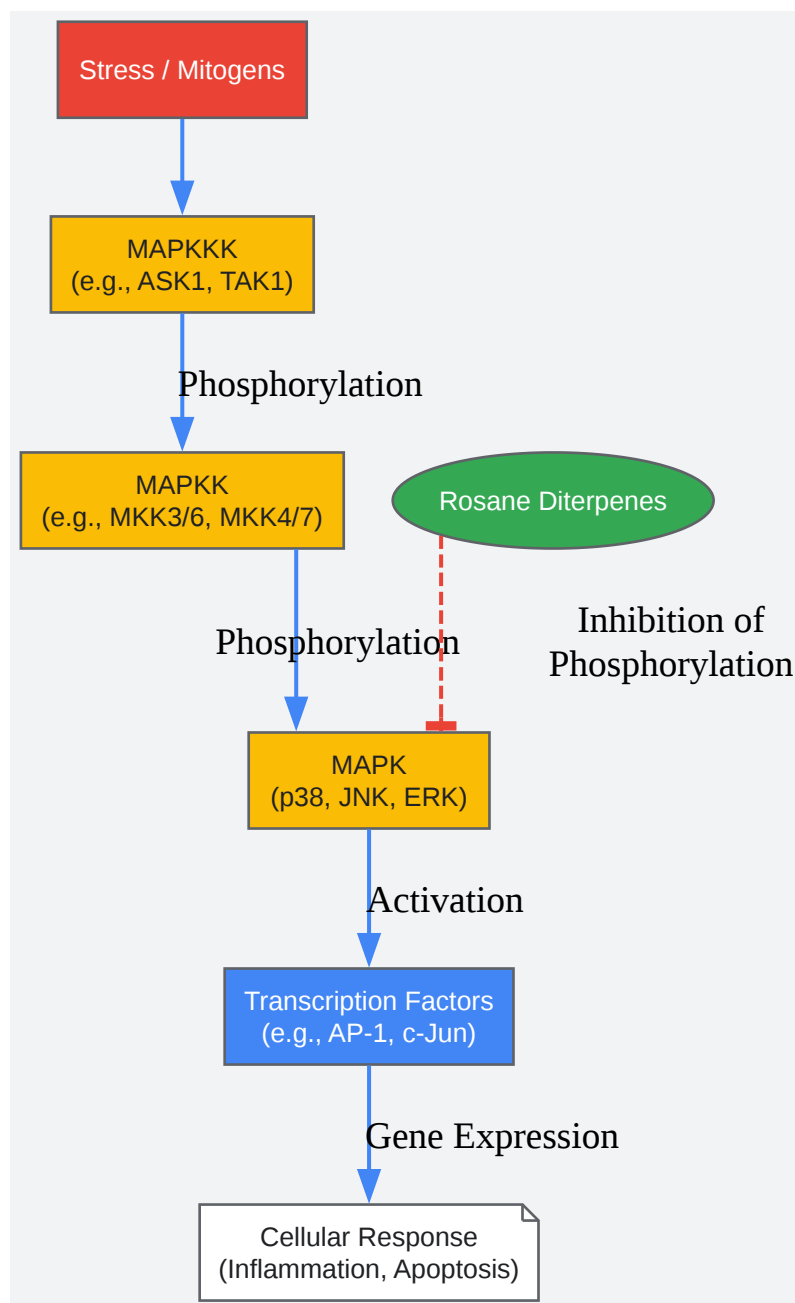 Stress / Mitogens
MAPKKK
(e.g., ASK1, TAK1)
Phosphorylation
MAPKK
(e.g., MKK3/6, MKK4/7)
Rosane Diterpenes
Phosphorylation
Inhibition of
Phosphorylation
MAPK
(p38, JNK, ERK)
Activation
Transcription Factors
(e.g., AP-1, c-Jun)
Gene Expression
Cellular Response
(Inflammation, Apoptosis)